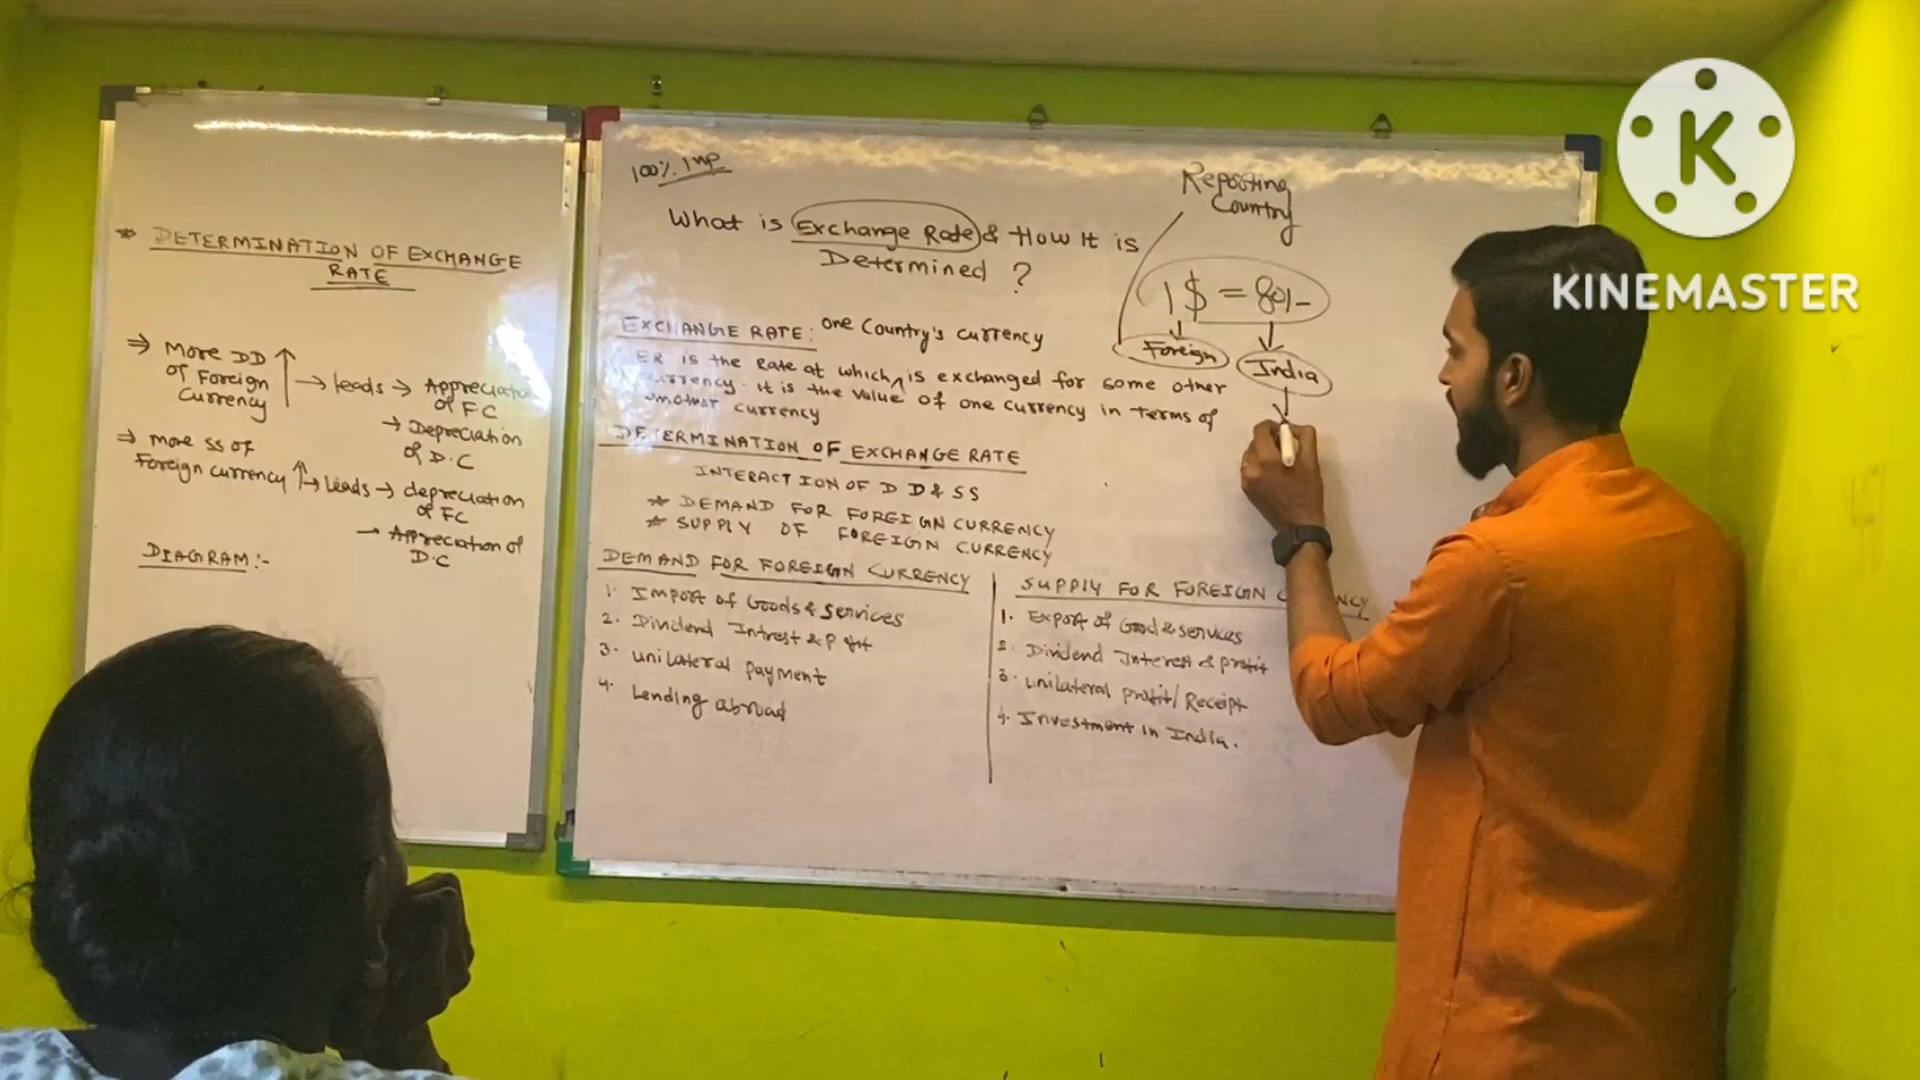 * DETERMINATION OF EXCHANGE
RATE
⇒ More DD ↑
of Foreign
Currency
→ leads → Appreciation
of FC
→ Depreciation
of D.C
⇒ More SS of
Foreign currency ↑
→ Leads → depreciation
of FC
→ Appreciation of
D.C
DIAGRAM:-
100% Imp
What is Exchange Rate & How It is
Determined ?
Reporting
Country
1 $ = 80/-
Foreign
India
EXCHANGE RATE: one Country's currency
ER is the Rate at which ^ is exchanged for some other
currency. It is the value of one currency in terms of
another currency
DETERMINATION OF EXCHANGE RATE
INTERACTION OF D D & SS
* DEMAND FOR FOREIGN CURRENCY
* SUPPLY OF FOREIGN CURRENCY
DEMAND FOR FOREIGN CURRENCY
1. Import of Goods & Services
2. Dividend Intrest &
3. unilateral payment
4. Lending abroad
SUPPLY FOR FOREIGN
1. Export of Good & services
2. Dividend Interest & profit
3. unilateral profit/Receipt
4. Investment in India.
K
KINEMASTER